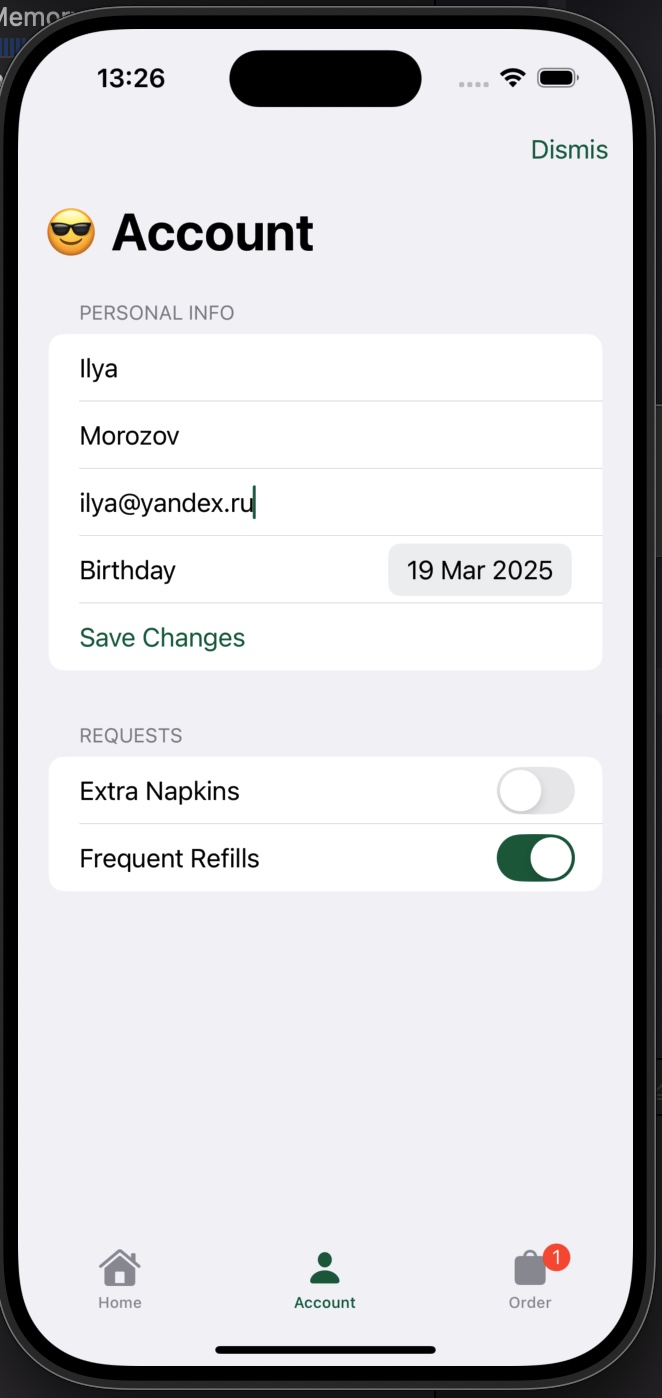 Memory
13:26
Dismis
😎 Account
PERSONAL INFO
Ilya
Morozov
ilya@yandex.ru
Birthday 19 Mar 2025
Save Changes
REQUESTS
Extra Napkins
Frequent Refills
1
Home Account Order